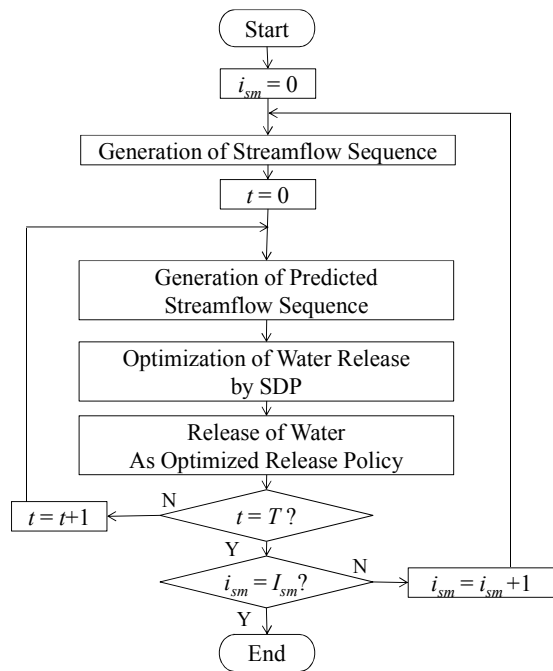 Start
i_sm = 0
Generation of Streamflow Sequence
t = 0
Generation of Predicted
Streamflow Sequence
Optimization of Water Release
by SDP
Release of Water
As Optimized Release Policy
N
t = t+1
t = T ?
Y
N
i_sm = I_sm?
i_sm = i_sm +1
Y
End